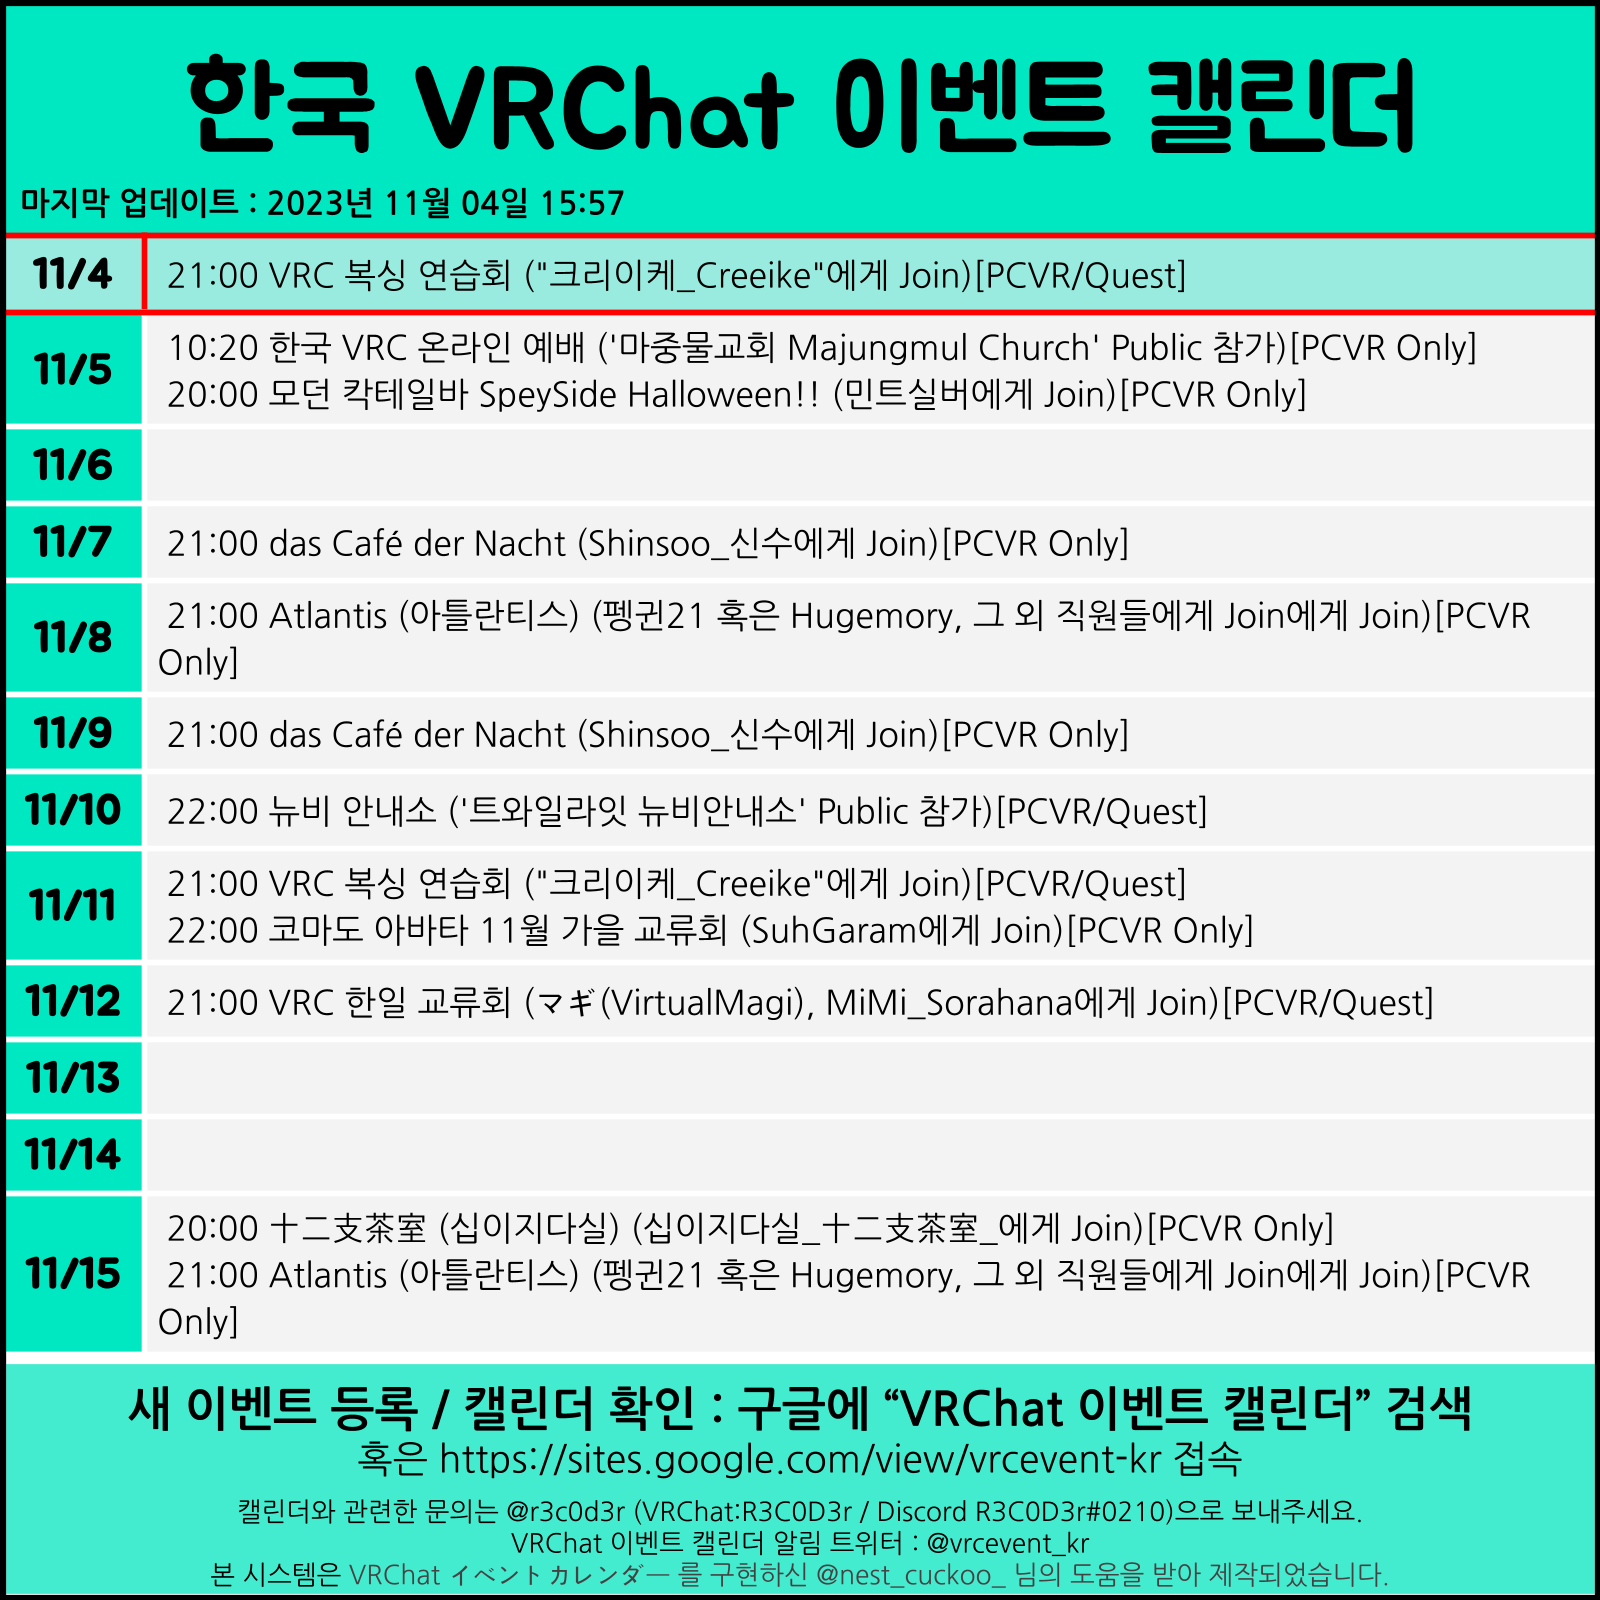 한국 VRChat 이벤트 캘린더
마지막 업데이트 : 2023년 11월 04일 15:57
11/4
21:00 VRC 복싱 연습회 ("크리이케_Creeike"에게 Join)[PCVR/Quest]
11/5
10:20 한국 VRC 온라인 예배 ('마중물교회 Majungmul Church' Public 참가)[PCVR Only]
20:00 모던 칵테일바 SpeySide Halloween!! (민트실버에게 Join)[PCVR Only]
11/6
11/7
21:00 das Café der Nacht (Shinsoo_신수에게 Join)[PCVR Only]
11/8
21:00 Atlantis (아틀란티스) (펭귄21 혹은 Hugemory, 그 외 직원들에게 Join에게 Join)[PCVR
Only]
11/9
21:00 das Café der Nacht (Shinsoo_신수에게 Join)[PCVR Only]
11/10
22:00 뉴비 안내소 ('트와일라잇 뉴비안내소' Public 참가)[PCVR/Quest]
11/11
21:00 VRC 복싱 연습회 ("크리이케_Creeike"에게 Join)[PCVR/Quest]
22:00 코마도 아바타 11월 가을 교류회 (SuhGaram에게 Join)[PCVR Only]
11/12
21:00 VRC 한일 교류회 (マギ(VirtualMagi), MiMi_Sorahana에게 Join)[PCVR/Quest]
11/13
11/14
11/15
20:00 十二支茶室 (십이지다실) (십이지다실_十二支茶室_에게 Join)[PCVR Only]
21:00 Atlantis (아틀란티스) (펭귄21 혹은 Hugemory, 그 외 직원들에게 Join에게 Join)[PCVR
Only]
새 이벤트 등록 / 캘린더 확인 : 구글에 “VRChat 이벤트 캘린더” 검색
혹은 https://sites.google.com/view/vrcevent-kr 접속
캘린더와 관련한 문의는 @r3c0d3r (VRChat:R3C0D3r / Discord R3C0D3r#0210)으로 보내주세요.
VRChat 이벤트 캘린더 알림 트위터 : @vrcevent_kr
본 시스템은 VRChat イベントカレンダー 를 구현하신 @nest_cuckoo_ 님의 도움을 받아 제작되었습니다.